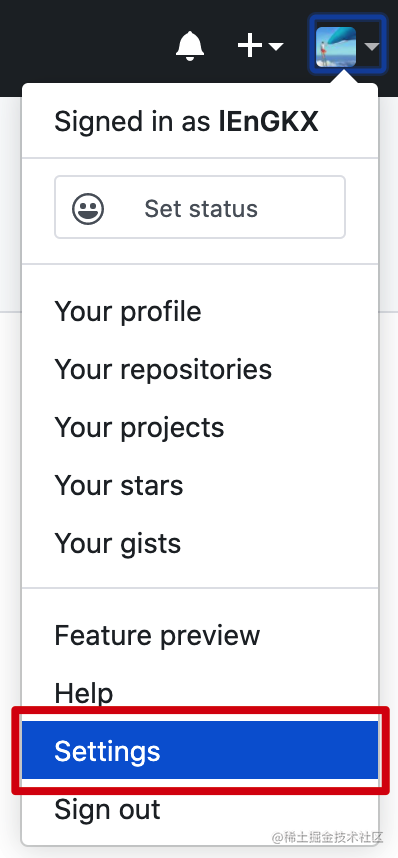 Signed in as lEnGKX
Set status
Your profile
Your repositories
Your projects
Your stars
Your gists
Feature preview
Help
Settings
Sign out
@稀土掘金技术社区